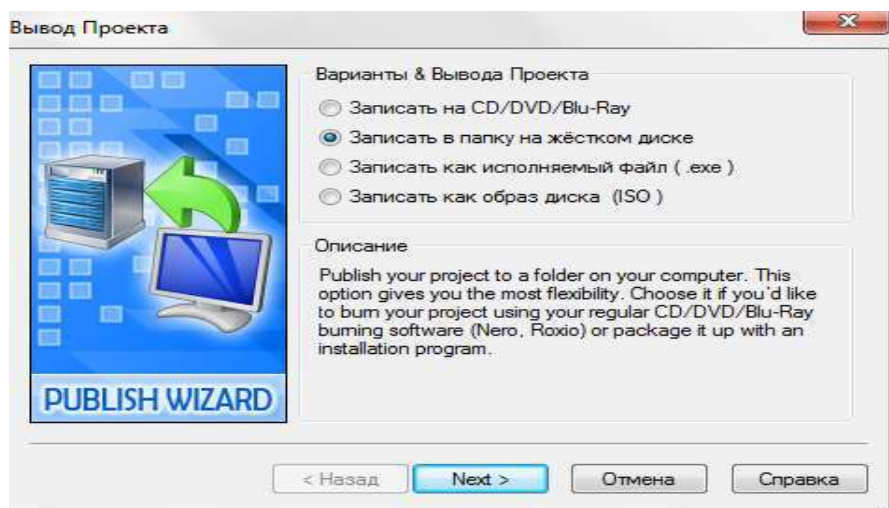 Вывод Проекта
Варианты & Вывода Проекта
Записать на CD/DVD/Blu-Ray
Записать в папку на жёстком диске
Записать как исполняемый файл ( .exe )
Записать как образ диска (ISO )
Описание
Publish your project to a folder on your computer. This
option gives you the most flexibility. Choose it if you'd like
to burn your project using your regular CD/DVD/Blu-Ray
burning software (Nero, Roxio) or package it up with an
installation program.
PUBLISH WIZARD
< Назад
Next >
Отмена
Справка